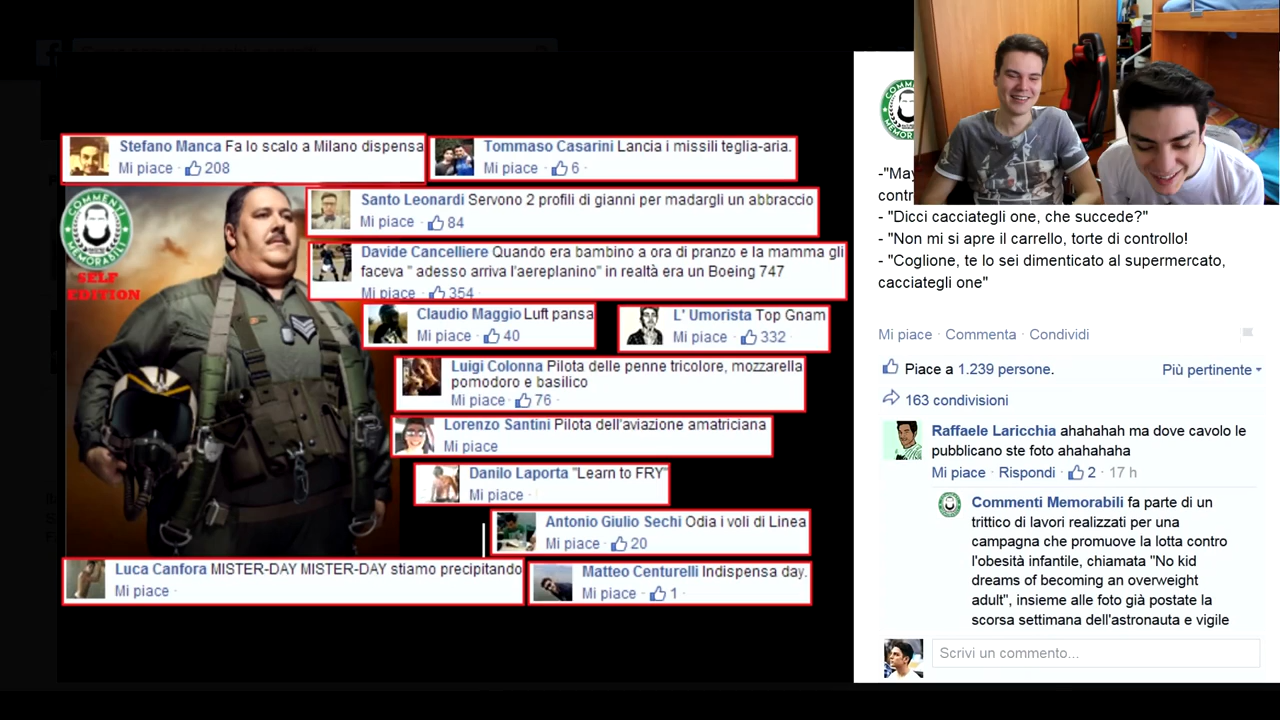 Stefano Manca Fa lo scalo a Milano dispensa
Mi piace · 208
Tommaso Casarini Lancia i missili teglia-aria.
Mi piace · 6 ·
COMMENTI
MEMORABILI
SELF
EDITION
Santo Leonardi Servono 2 profili di gianni per madargli un abbraccio
Mi piace · 84
Davide Cancelliere Quando era bambino a ora di pranzo e la mamma gli
faceva " adesso arriva l'aereplanino" in realtà era un Boeing 747
Mi piace · 354
Claudio Maggio Luft pansa
Mi piace · 40
L' Umorista Top Gnam
Mi piace · 332
Luigi Colonna Pilota delle penne tricolore, mozzarella
pomodoro e basilico
Mi piace · 76 ·
Lorenzo Santini Pilota dell'aviazione amatriciana
Mi piace
Danilo Laporta "Learn to FRY"
Mi piace ·
Antonio Giulio Sechi Odia i voli di Linea
Mi piace · 20
Luca Canfora MISTER-DAY MISTER-DAY stiamo precipitando
Mi piace ·
Matteo Centurelli Indispensa day.
Mi piace · 1 ·
-"May
contr
- "Dicci cacciategli one, che succede?"
- "Non mi si apre il carrello, torte di controllo!
- "Coglione, te lo sei dimenticato al supermercato,
cacciategli one"
Mi piace · Commenta · Condividi
Piace a 1.239 persone.
Più pertinente
163 condivisioni
Raffaele Laricchia ahahahah ma dove cavolo le
pubblicano ste foto ahahahaha
Mi piace · Rispondi · 2 · 17 h
Commenti Memorabili fa parte di un
trittico di lavori realizzati per una
campagna che promuove la lotta contro
l'obesità infantile, chiamata "No kid
dreams of becoming an overweight
adult", insieme alle foto già postate la
scorsa settimana dell'astronauta e vigile
Scrivi un commento...